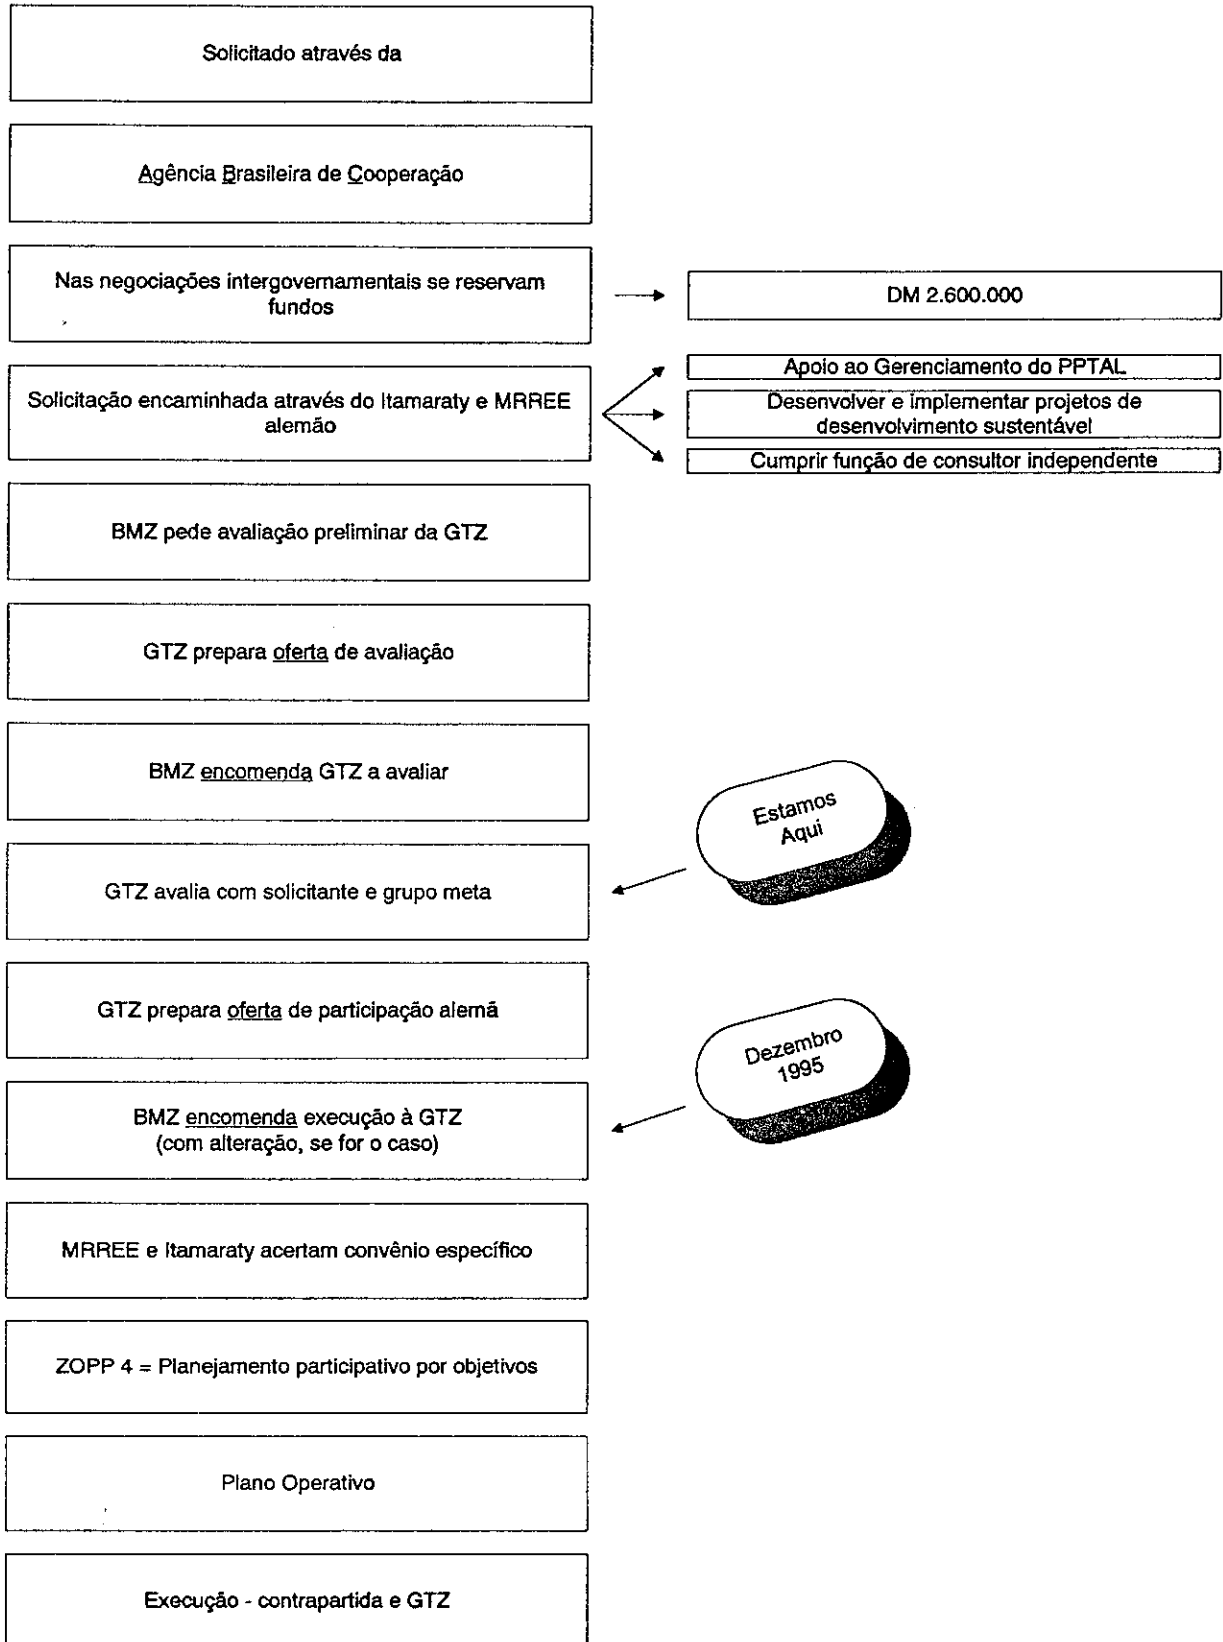 Solicitado através da
Agência Brasileira de Cooperação
Nas negociações intergovernamentais se reservam
fundos
DM 2.600.000
Solicitação encaminhada através do Itamaraty e MRREE
alemão
Apoio ao Gerenciamento do PPTAL
Desenvolver e implementar projetos de
desenvolvimento sustentável
Cumprir função de consultor independente
BMZ pede avaliação preliminar da GTZ
GTZ prepara oferta de avaliação
BMZ encomenda GTZ a avaliar
Estamos
Aqui
GTZ avalia com solicitante e grupo meta
GTZ prepara oferta de participação alemã
Dezembro
1995
BMZ encomenda execução à GTZ
(com alteração, se for o caso)
MRREE e Itamaraty acertam convênio específico
ZOPP 4 = Planejamento participativo por objetivos
Plano Operativo
Execução - contrapartida e GTZ